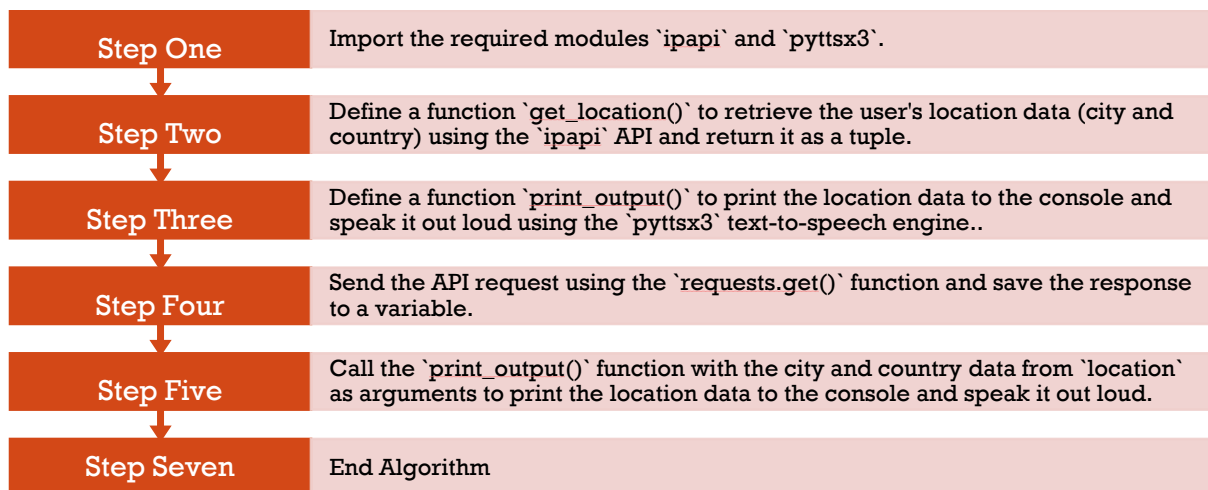 Step One
Import the required modules `ipapi` and `pyttsx3`.
Step Two
Define a function `get_location()` to retrieve the user's location data (city and
country) using the `ipapi` API and return it as a tuple.
Step Three
Define a function `print_output()` to print the location data to the console and
speak it out loud using the `pyttsx3` text-to-speech engine..
Step Four
Send the API request using the `requests.get()` function and save the response
to a variable.
Step Five
Call the `print_output()` function with the city and country data from `location`
as arguments to print the location data to the console and speak it out loud.
Step Seven
End Algorithm